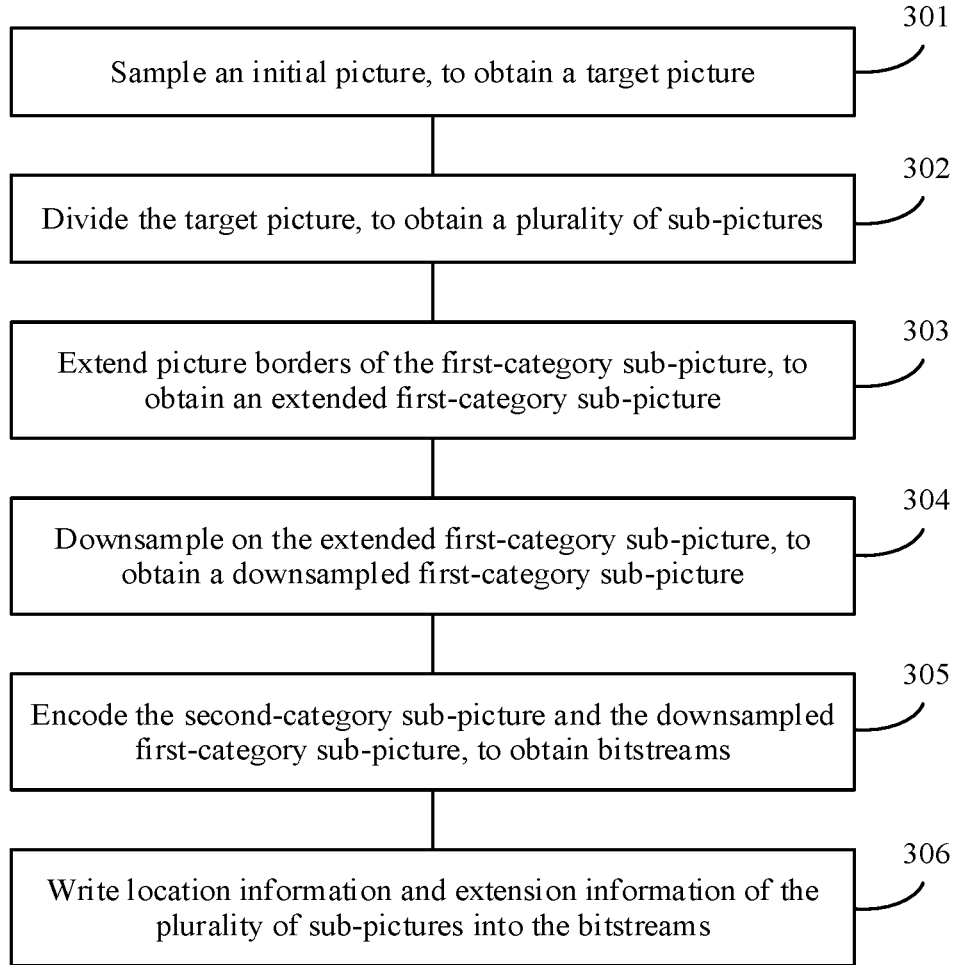 301
Sample an initial picture, to obtain a target picture
302
Divide the target picture, to obtain a plurality of sub-pictures
303
Extend picture borders of the first-category sub-picture, to
obtain an extended first-category sub-picture
304
Downsample on the extended first-category sub-picture, to
obtain a downsampled first-category sub-picture
305
Encode the second-category sub-picture and the downsampled
first-category sub-picture, to obtain bitstreams
306
Write location information and extension information of the
plurality of sub-pictures into the bitstreams